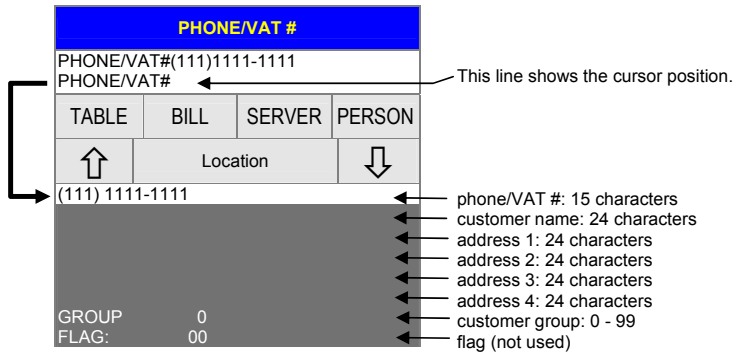 PHONE/VAT #
PHONE/VAT#(111)1111-1111
PHONE/VAT#
This line shows the cursor position.
TABLE BILL SERVER PERSON
Location
(111) 1111-1111
phone/VAT #: 15 characters
customer name: 24 characters
address 1: 24 characters
address 2: 24 characters
address 3: 24 characters
address 4: 24 characters
GROUP 0
customer group: 0 - 99
FLAG: 00
flag (not used)